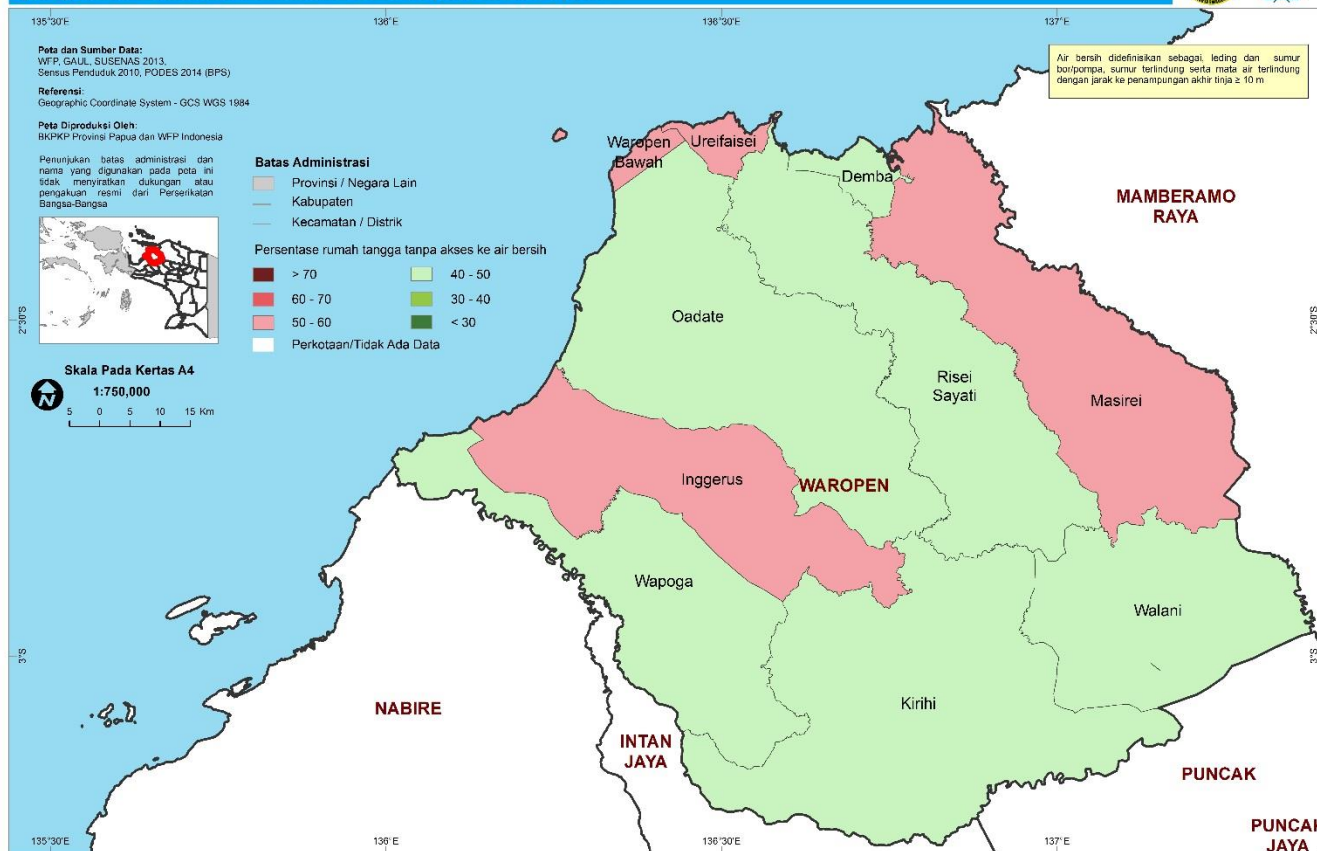 135°30'E
136°E
136°30'E
137°E
Peta dan Sumber Data:
WFP, GAUL, SUSENAS 2013,
Sensus Penduduk 2010, PODES 2014 (BPS)
Referensi:
Geographic Coordinate System - GCS WGS 1984
Peta Diproduksi Oleh:
BKPKP Provinsi Papua dan WFP Indonesia
Penunjukan batas administrasi dan
nama yang digunakan pada peta ini
tidak menyiratkan dukungan atau
pengakuan resmi dari Perserikatan
Bangsa-Bangsa
Batas Administrasi
Provinsi / Negara Lain
Kabupaten
Kecamatan / Distrik
Persentase rumah tangga tanpa akses ke air bersih
> 70
60 - 70
50 - 60
40 - 50
30 - 40
< 30
Perkotaan/Tidak Ada Data
Skala Pada Kertas A4
1:750,000
N
5 0 5 10 15 Km
Air bersih didefinisikan sebagai, leding dan sumur
bor/pompa, sumur terlindung serta mata air terlindung
dengan jarak ke penampungan akhir tinja ≥ 10 m
Waropen
Bawah
Ureifaisei
Demba
MAMBERAMO
RAYA
2°30'S
Oadate
2°30'S
Risei
Sayati
Masirei
Inggerus
WAROPEN
Wapoga
Walani
3°S
3°S
Kirihi
NABIRE
INTAN
JAYA
PUNCAK
PUNCAK
JAYA
135°30'E
136°E
136°30'E
137°E